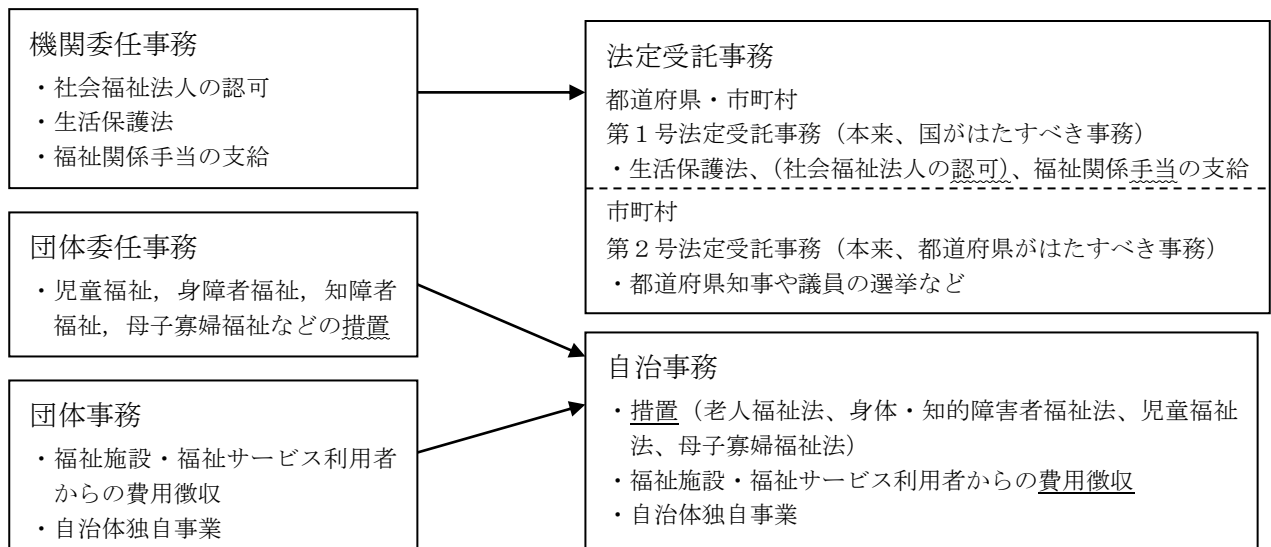 機関委任事務
・社会福祉法人の認可
・生活保護法
・福祉関係手当の支給
団体委任事務
・児童福祉，身障者福祉，知障者
福祉，母子寡婦福祉などの措置
団体事務
・福祉施設・福祉サービス利用者
からの費用徴収
・自治体独自事業
法定受託事務
都道府県・市町村
第１号法定受託事務（本来、国がはたすべき事務）
・生活保護法、（社会福祉法人の認可）、福祉関係手当の支給
市町村
第２号法定受託事務（本来、都道府県がはたすべき事務）
・都道府県知事や議員の選挙など
自治事務
・措置（老人福祉法、身体・知的障害者福祉法、児童福祉
法、母子寡婦福祉法）
・福祉施設・福祉サービス利用者からの費用徴収
・自治体独自事業